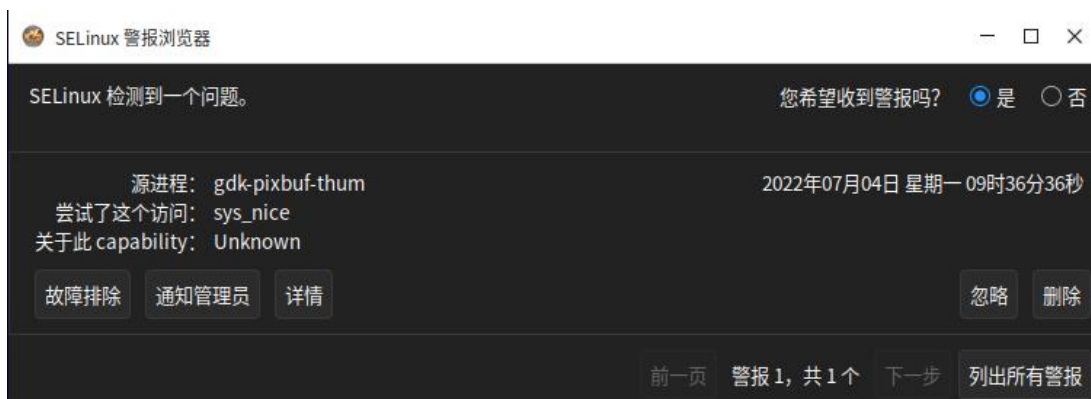 SELinux 警报浏览器
SELinux 检测到一个问题。 您希望收到警报吗? 是 否
源进程: gdk-pixbuf-thum 2022年07月04日 星期一 09时36分36秒
尝试了这个访问: sys_nice
关于此 capability: Unknown
故障排除 通知管理员 详情 忽略 删除
前一页 警报 1，共 1 个 下一步 列出所有警报